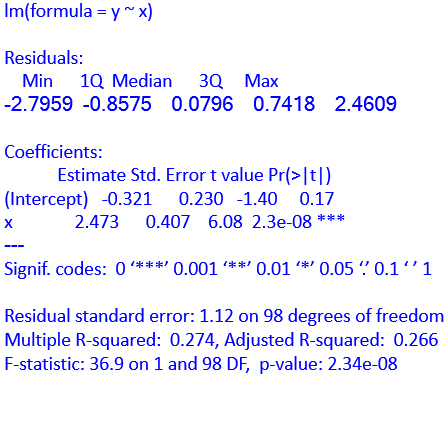 lm(formula = y ~ x)
Residuals:
Min 1Q Median 3Q Max
-2.7959 -0.8575 0.0796 0.7418 2.4609
Coefficients:
Estimate Std. Error t value Pr(>|t|)
(Intercept) -0.321 0.230 -1.40 0.17
x 2.473 0.407 6.08 2.3e-08 ***
---
Signif. codes: 0 ‘***’ 0.001 ‘**’ 0.01 ‘*’ 0.05 ‘.’ 0.1 ‘ ’ 1
Residual standard error: 1.12 on 98 degrees of freedom
Multiple R-squared: 0.274, Adjusted R-squared: 0.266
F-statistic: 36.9 on 1 and 98 DF, p-value: 2.34e-08